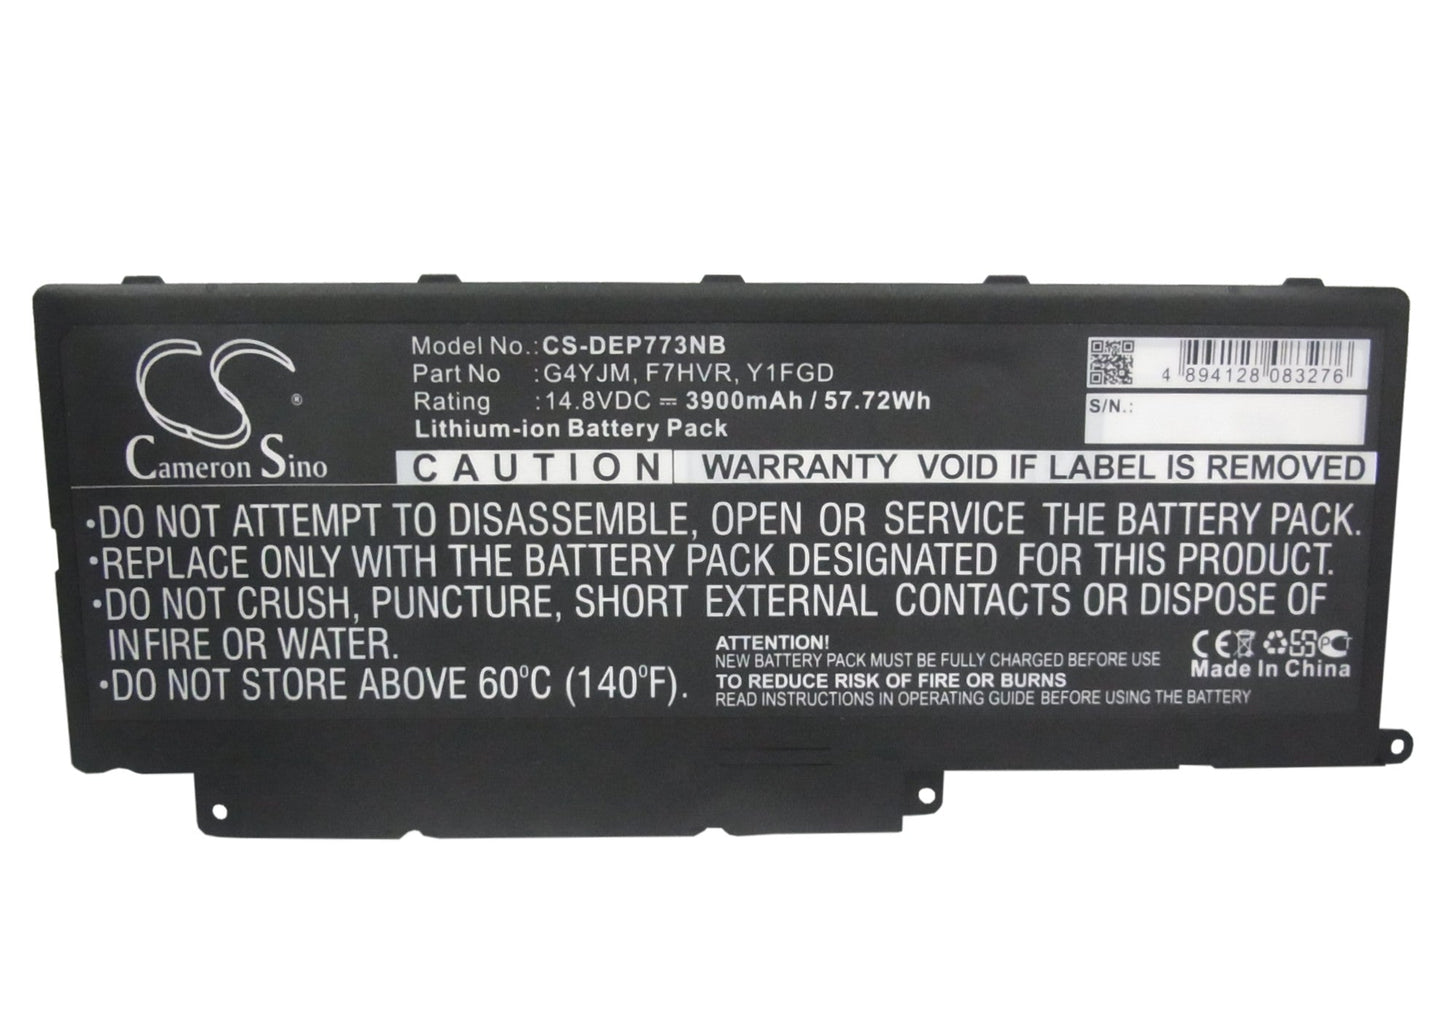 CS
®
Cameron Sino
Model No.: CS-DEP773NB
Part No : G4YJM, F7HVR, Y1FGD
Rating : 14.8VDC ⎓ 3900mAh / 57.72Wh
Lithium-ion Battery Pack
4 894128 083276
S/N.:
CAUTION WARRANTY VOID IF LABEL IS REMOVED
·DO NOT ATTEMPT TO DISASSEMBLE, OPEN OR SERVICE THE BATTERY PACK.
·REPLACE ONLY WITH THE BATTERY PACK DESIGNATED FOR THIS PRODUCT.
·DO NOT CRUSH, PUNCTURE, SHORT EXTERNAL CONTACTS OR DISPOSE OF
IN FIRE OR WATER.
·DO NOT STORE ABOVE 60°C (140°F).
ATTENTION!
NEW BATTERY PACK MUST BE FULLY CHARGED BEFORE USE
TO REDUCE RISK OF FIRE OR BURNS
READ INSTRUCTIONS IN OPERATING GUIDE BEFORE USING THE BATTERY
CE PCT
Made In China